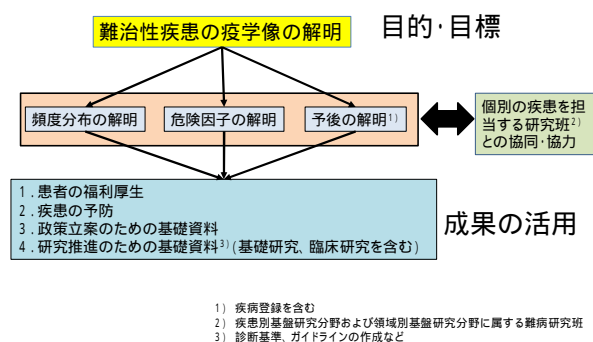 難治性疾患の疫学像の解明
目的・目標
頻度分布の解明
危険因子の解明
予後の解明1)
個別の疾患を担
当する研究班2)
との協同・協力
1.患者の福利厚生
2.疾患の予防
3.政策立案のための基礎資料
4.研究推進のための基礎資料3)(基礎研究、臨床研究を含む)
成果の活用
1) 疾病登録を含む
2) 疾患別基盤研究分野および領域別基盤研究分野に属する難病研究班
3) 診断基準、ガイドラインの作成など